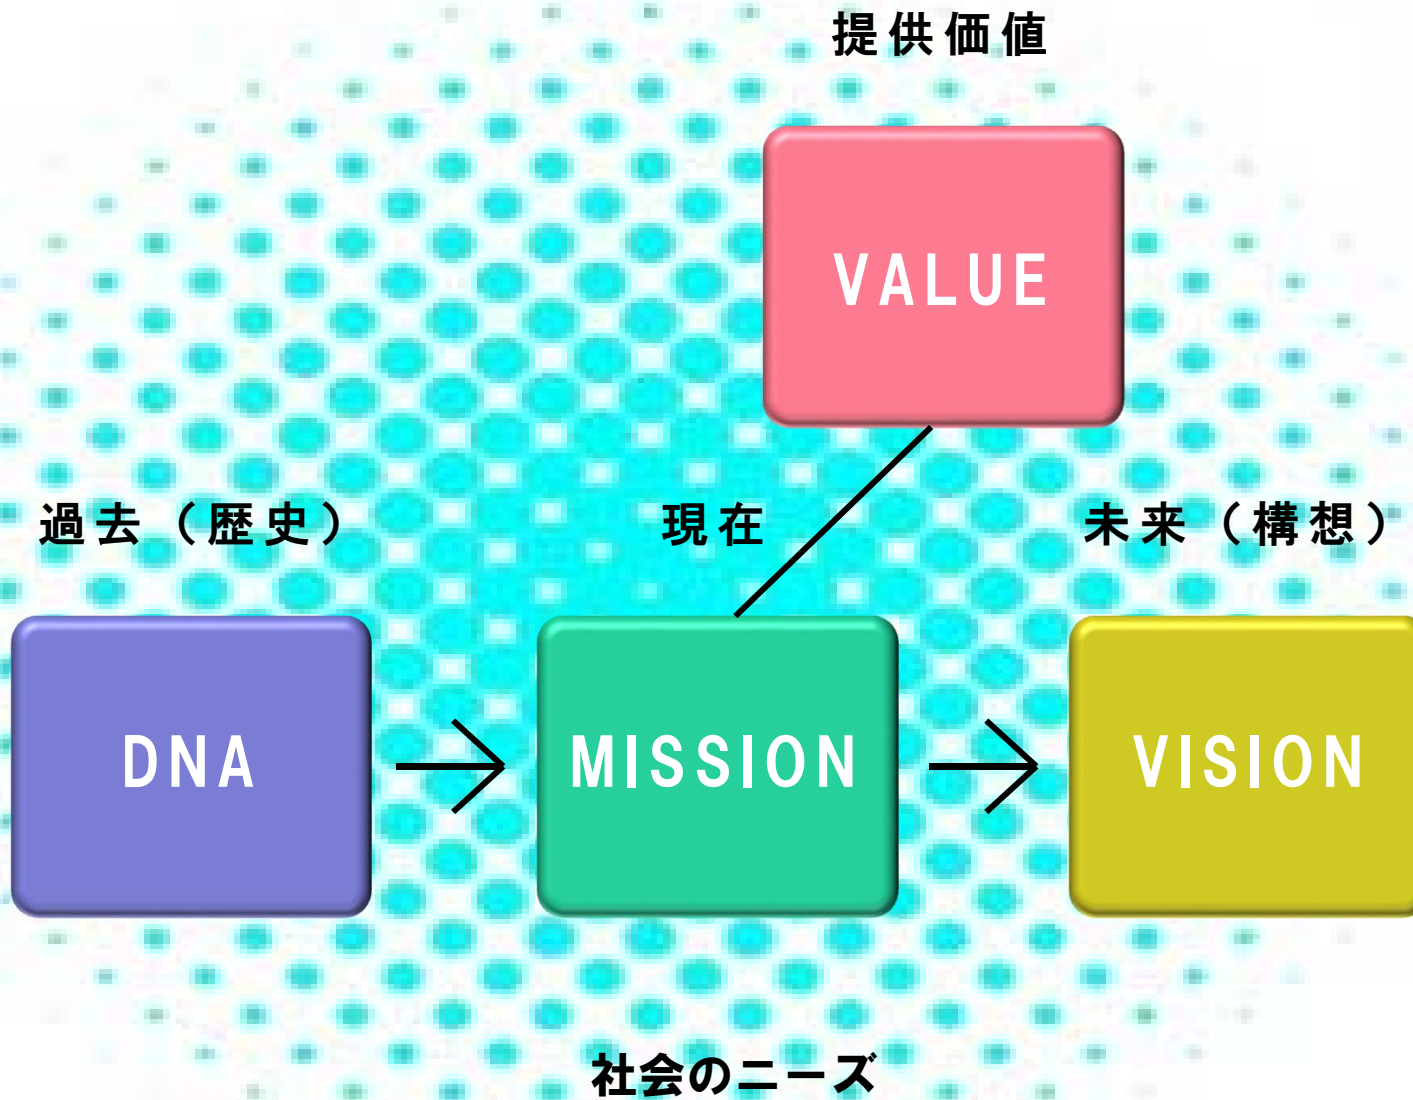 提供価値
VALUE
過去（歴史）
現在
未来（構想）
DNA
MISSION
VISION
社会のニーズ